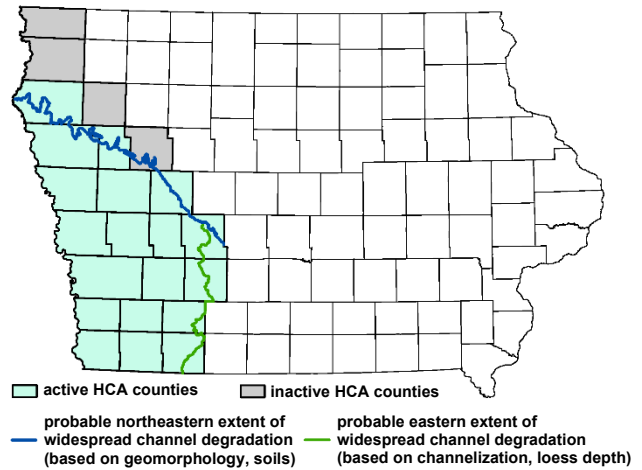 active HCA counties
inactive HCA counties
probable northeastern extent of
widespread channel degradation
(based on geomorphology, soils)
probable eastern extent of
widespread channel degradation
(based on channelization, loess depth)